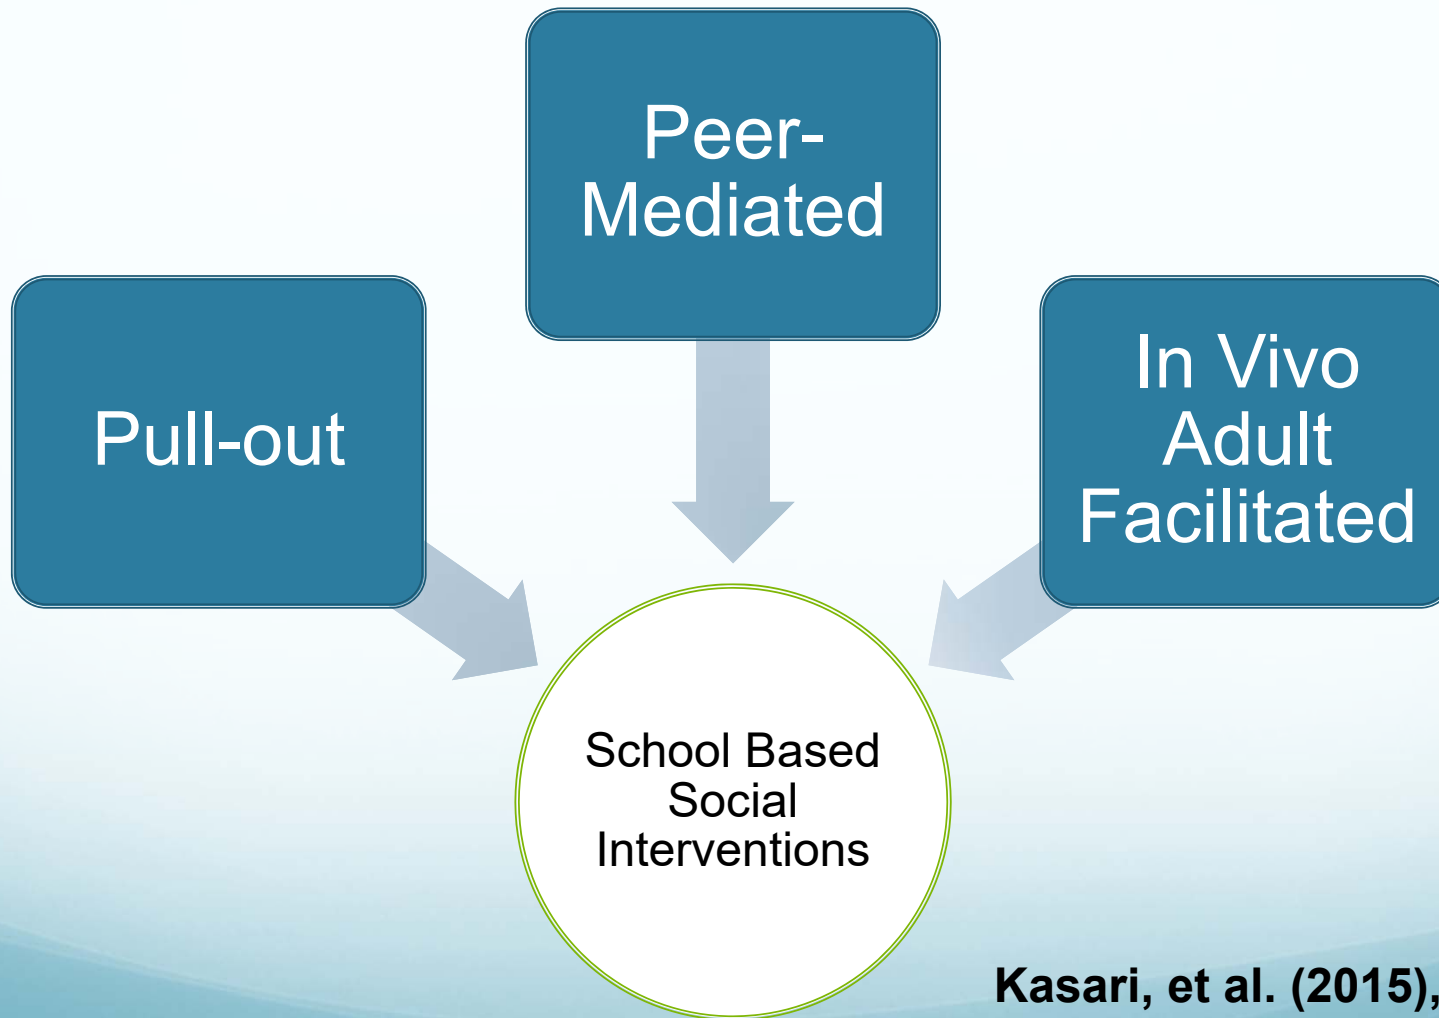 Peer-
Mediated
Pull-out
In Vivo
Adult
Facilitated
School Based
Social
Interventions
Kasari, et al. (2015),